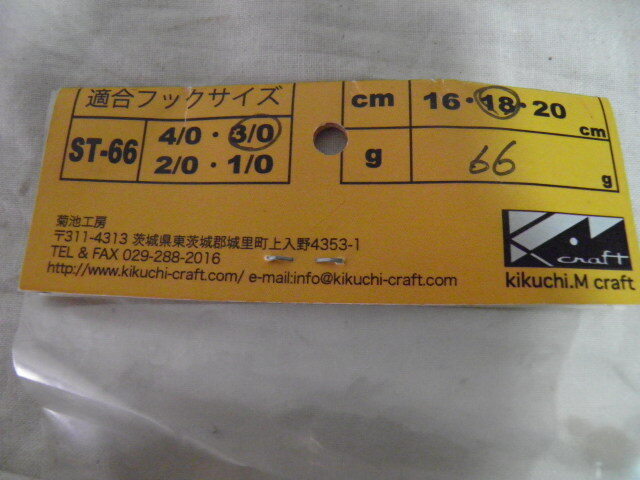 適合フックサイズ
ST-66
4/0・3/0
2/0・1/0
cm 16・18・20 cm
g 66 g
菊池工房
〒311-4313 茨城県東茨城郡城里町上入野4353-1
TEL & FAX 029-288-2016
http://www.kikuchi-craft.com/ e-mail:info@kikuchi-craft.com
craft
kikuchi.M craft